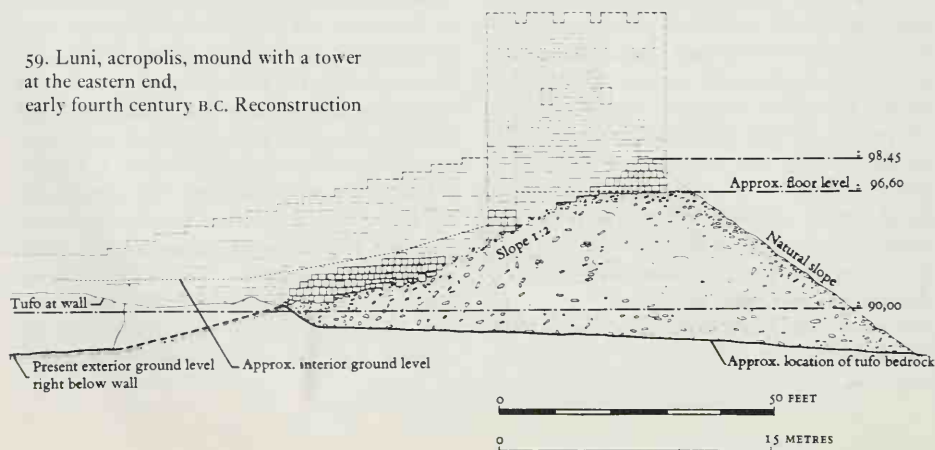 59. Luni, acropolis, mound with a tower
at the eastern end,
early fourth century B.C. Reconstruction
98,45
Approx. floor level
96,60
Slope 1:2
Natural slope
Tufo at wall
90,00
Present exterior ground level
right below wall
Approx. interior ground level
Approx. location of tufo bedrock
0
50 FEET
0
15 METRES